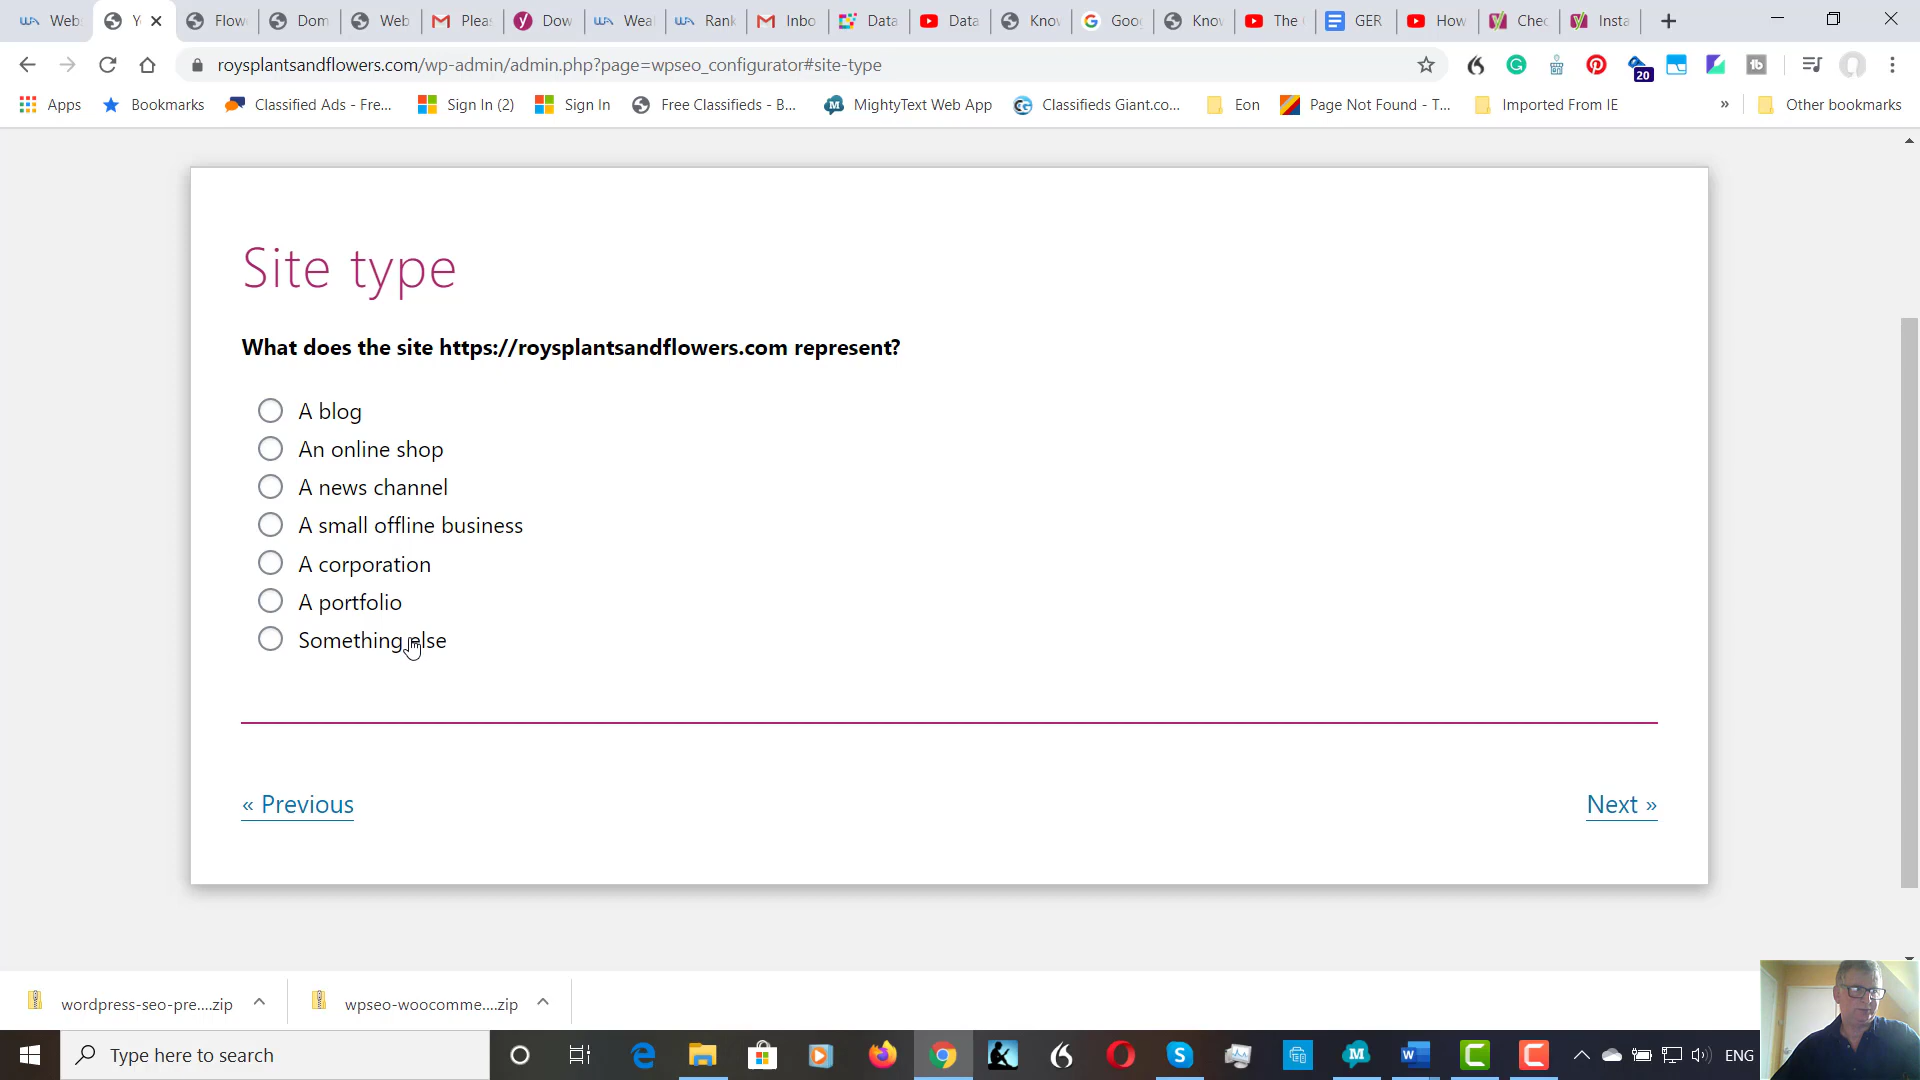 Web
Y
Flow
Dom
Web
Plea
Dow
Wea
Rank
Inbo
Data
Data
Know
Goo
Know
The
GER
How
Chec
Insta
roysplantsandflowers.com/wp-admin/admin.php?page=wpseo_configurator#site-type
20
Apps
Bookmarks
Classified Ads - Fre...
Sign In (2)
Sign In
Free Classifieds - B...
MightyText Web App
Classifieds Giant.co...
Eon
Page Not Found - T...
Imported From IE
»
Other bookmarks
Site type
What does the site https://roysplantsandflowers.com represent?
A blog
An online shop
A news channel
A small offline business
A corporation
A portfolio
Something else
« Previous
Next »
wordpress-seo-pre....zip
wpseo-woocomme....zip
Type here to search
ENG